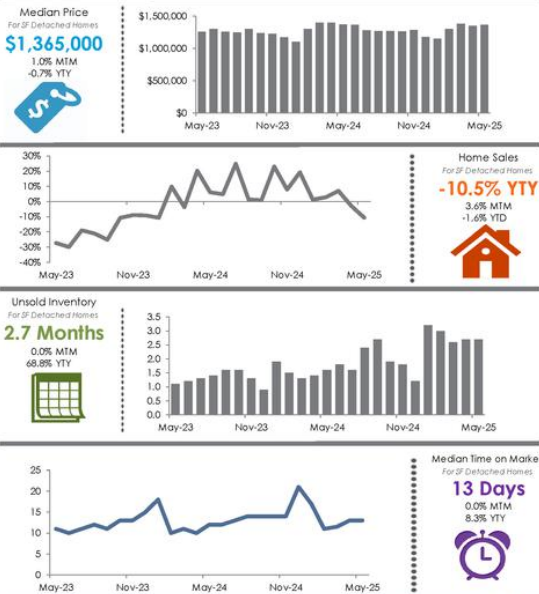 Median Price
For SF Detached Homes
$1,365,000
1.0% MTM
-0.7% YTY
$1,500,000
$1,000,000
$500,000
$0
May-23 Nov-23 May-24 Nov-24 May-25
30%
20%
10%
0%
-10%
-20%
-30%
-40%
May-23 Nov-23 May-24 Nov-24 May-25
Home Sales
For SF Detached Homes
-10.5% YTY
3.6% MTM
-1.6% YTD
Unsold Inventory
For SF Detached Homes
2.7 Months
0.0% MTM
68.8% YTY
3.5
3.0
2.5
2.0
1.5
1.0
0.5
0.0
May-23 Nov-23 May-24 Nov-24 May-25
25
20
15
10
5
0
May-23 Nov-23 May-24 Nov-24 May-25
Median Time on Marke
For SF Detached Homes
13 Days
0.0% MTM
8.3% YTY